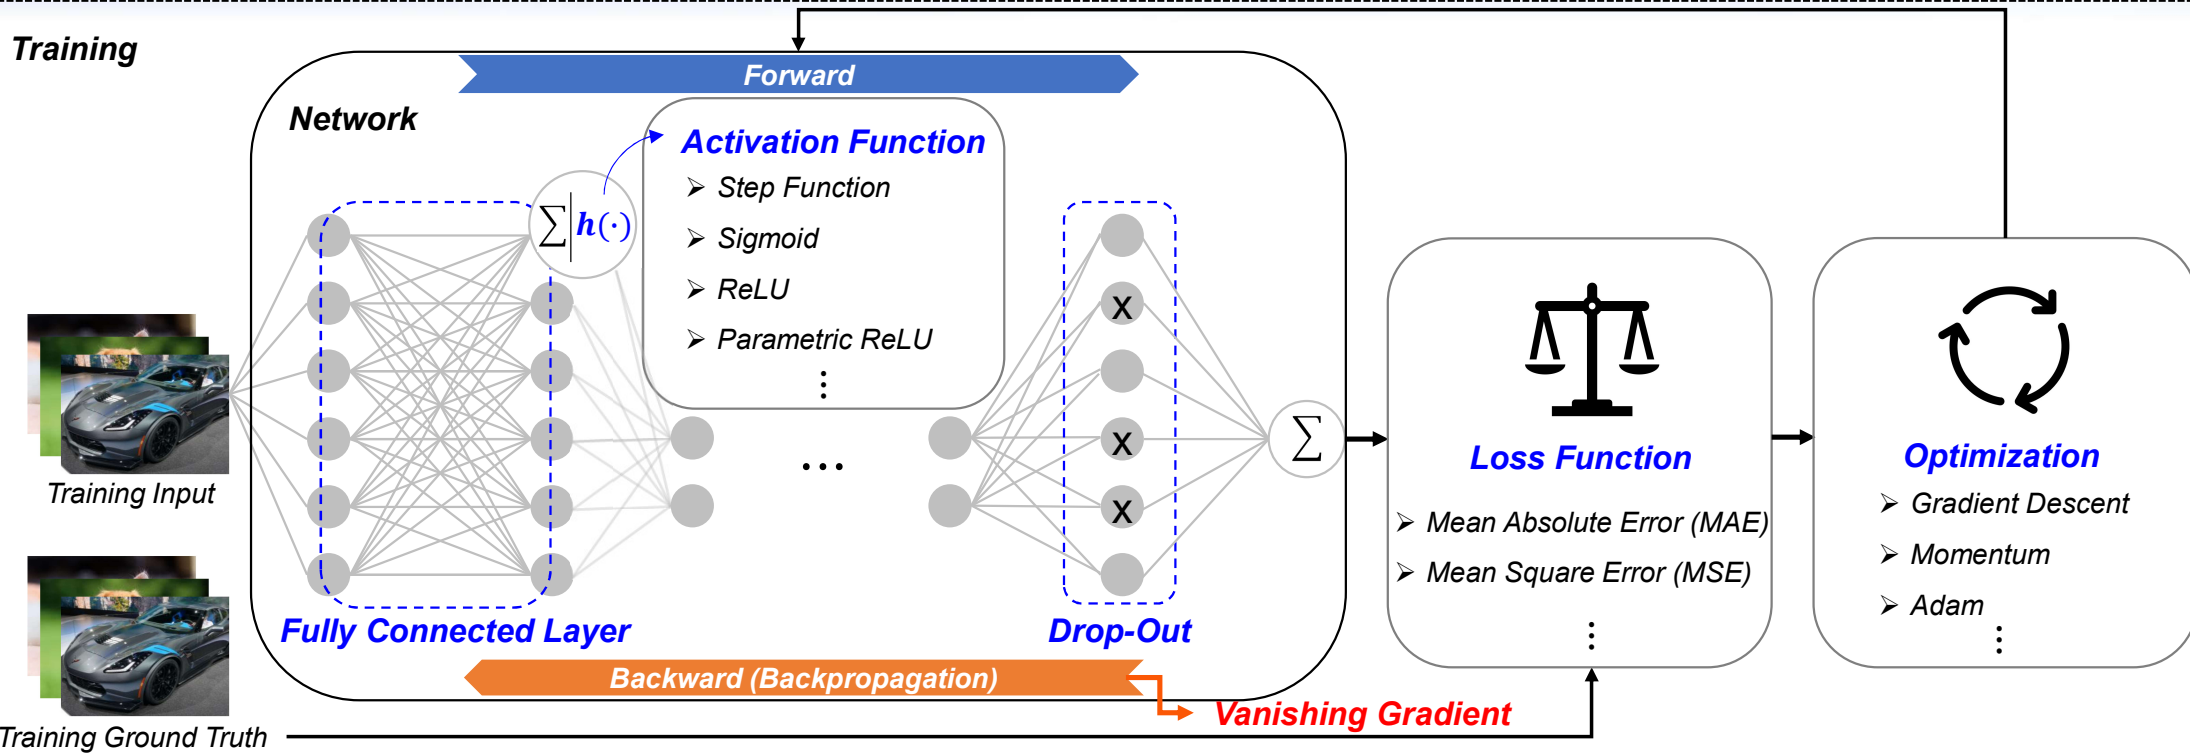 Training
Forward
Network
Activation Function
➢ Step Function
➢ Sigmoid
➢ ReLU
➢ Parametric ReLU
⋮
∑ h(·)
x
x
x
…
∑
Training Input
Fully Connected Layer
Drop-Out
Backward (Backpropagation)
Vanishing Gradient
Training Ground Truth
Loss Function
➢ Mean Absolute Error (MAE)
➢ Mean Square Error (MSE)
⋮
Optimization
➢ Gradient Descent
➢ Momentum
➢ Adam
⋮